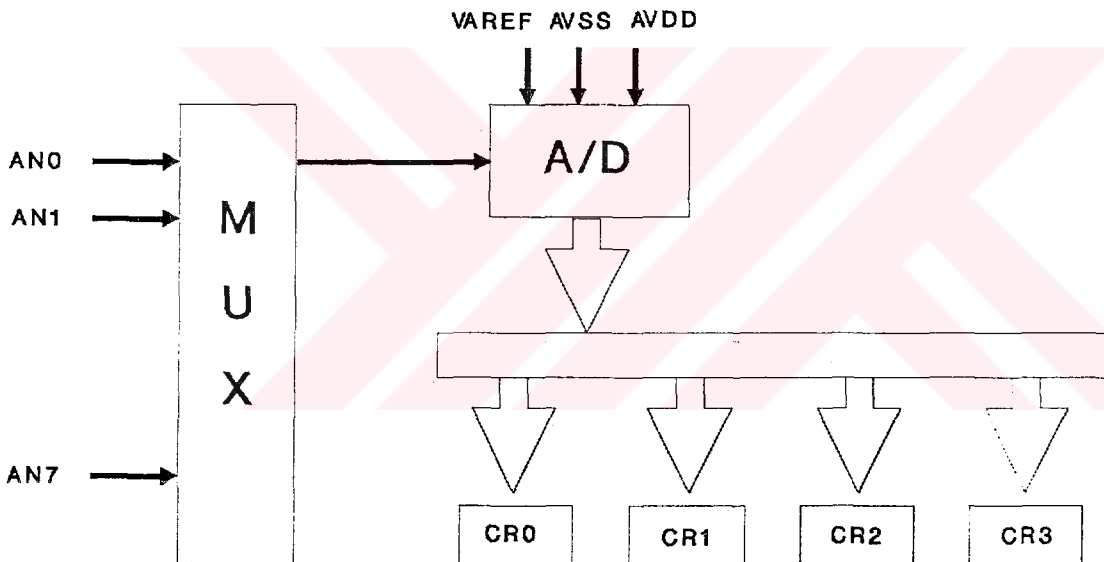 VAREF AVSS AVDD
A/D
AN0
AN1
M
U
X
AN7
CR0
CR1
CR2
CR3